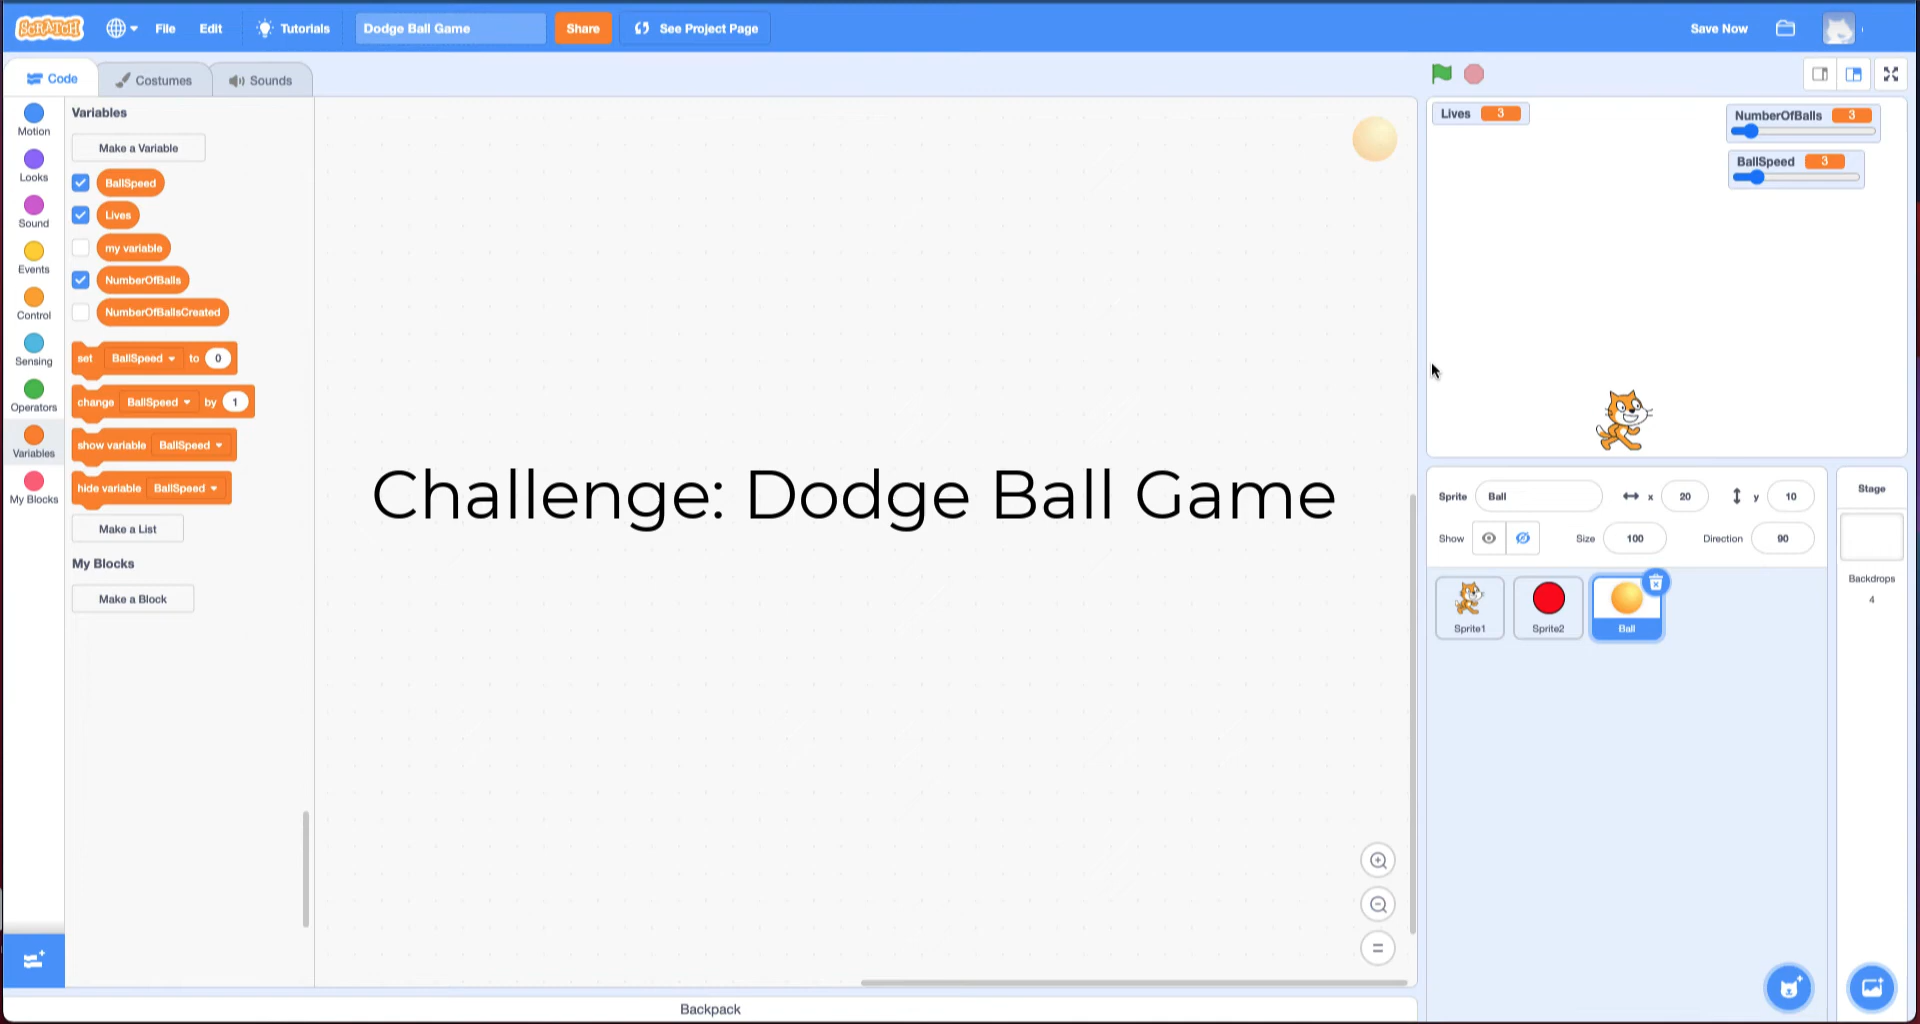 SCRATCH
File
Edit
Tutorials
Dodge Ball Game
Share
See Project Page
Save Now
Code
Costumes
Sounds
Motion
Looks
Sound
Events
Control
Sensing
Operators
Variables
My Blocks
Variables
Make a Variable
BallSpeed
Lives
my variable
NumberOfBalls
NumberOfBallsCreated
set BallSpeed to 0
change BallSpeed by 1
show variable BallSpeed
hide variable BallSpeed
Make a List
My Blocks
Make a Block
Challenge: Dodge Ball Game
Lives 3
NumberOfBalls 3
BallSpeed 3
Sprite Ball x 20 y 10
Show Size 100 Direction 90
Sprite1
Sprite2
Ball
Stage
Backdrops
4
Backpack